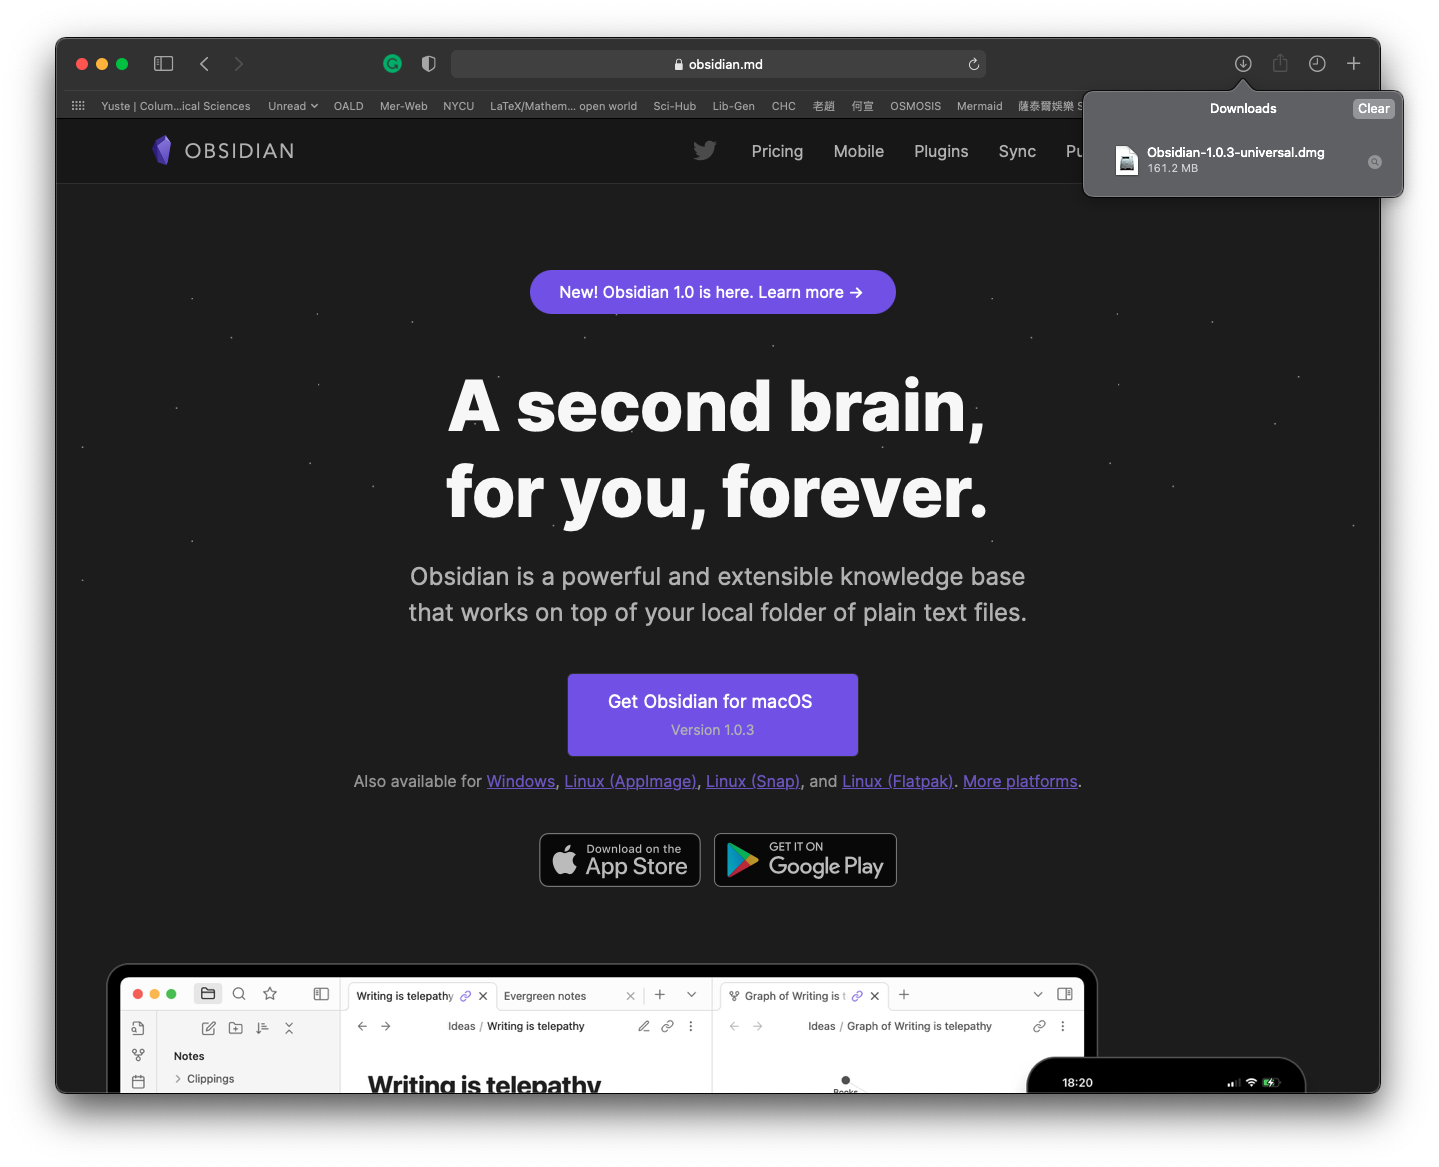 obsidian.md
Yuste | Colum...ical Sciences Unread OALD Mer-Web NYCU LaTeX/Mathem... open world Sci-Hub Lib-Gen CHC 老趙 何宣 OSMOSIS Mermaid 薩泰爾娛樂 S
Downloads Clear
Obsidian-1.0.3-universal.dmg
161.2 MB
OBSIDIAN
Pricing Mobile Plugins Sync Pu
New! Obsidian 1.0 is here. Learn more →
A second brain,
for you, forever.
Obsidian is a powerful and extensible knowledge base
that works on top of your local folder of plain text files.
Get Obsidian for macOS
Version 1.0.3
Also available for Windows, Linux (AppImage), Linux (Snap), and Linux (Flatpak). More platforms.
Download on the
App Store
GET IT ON
Google Play
Writing is telepathy Evergreen notes Graph of Writing is t
Ideas / Writing is telepathy Ideas / Graph of Writing is telepathy
Notes
Clippings
Writing is telepathy
Books
18:20